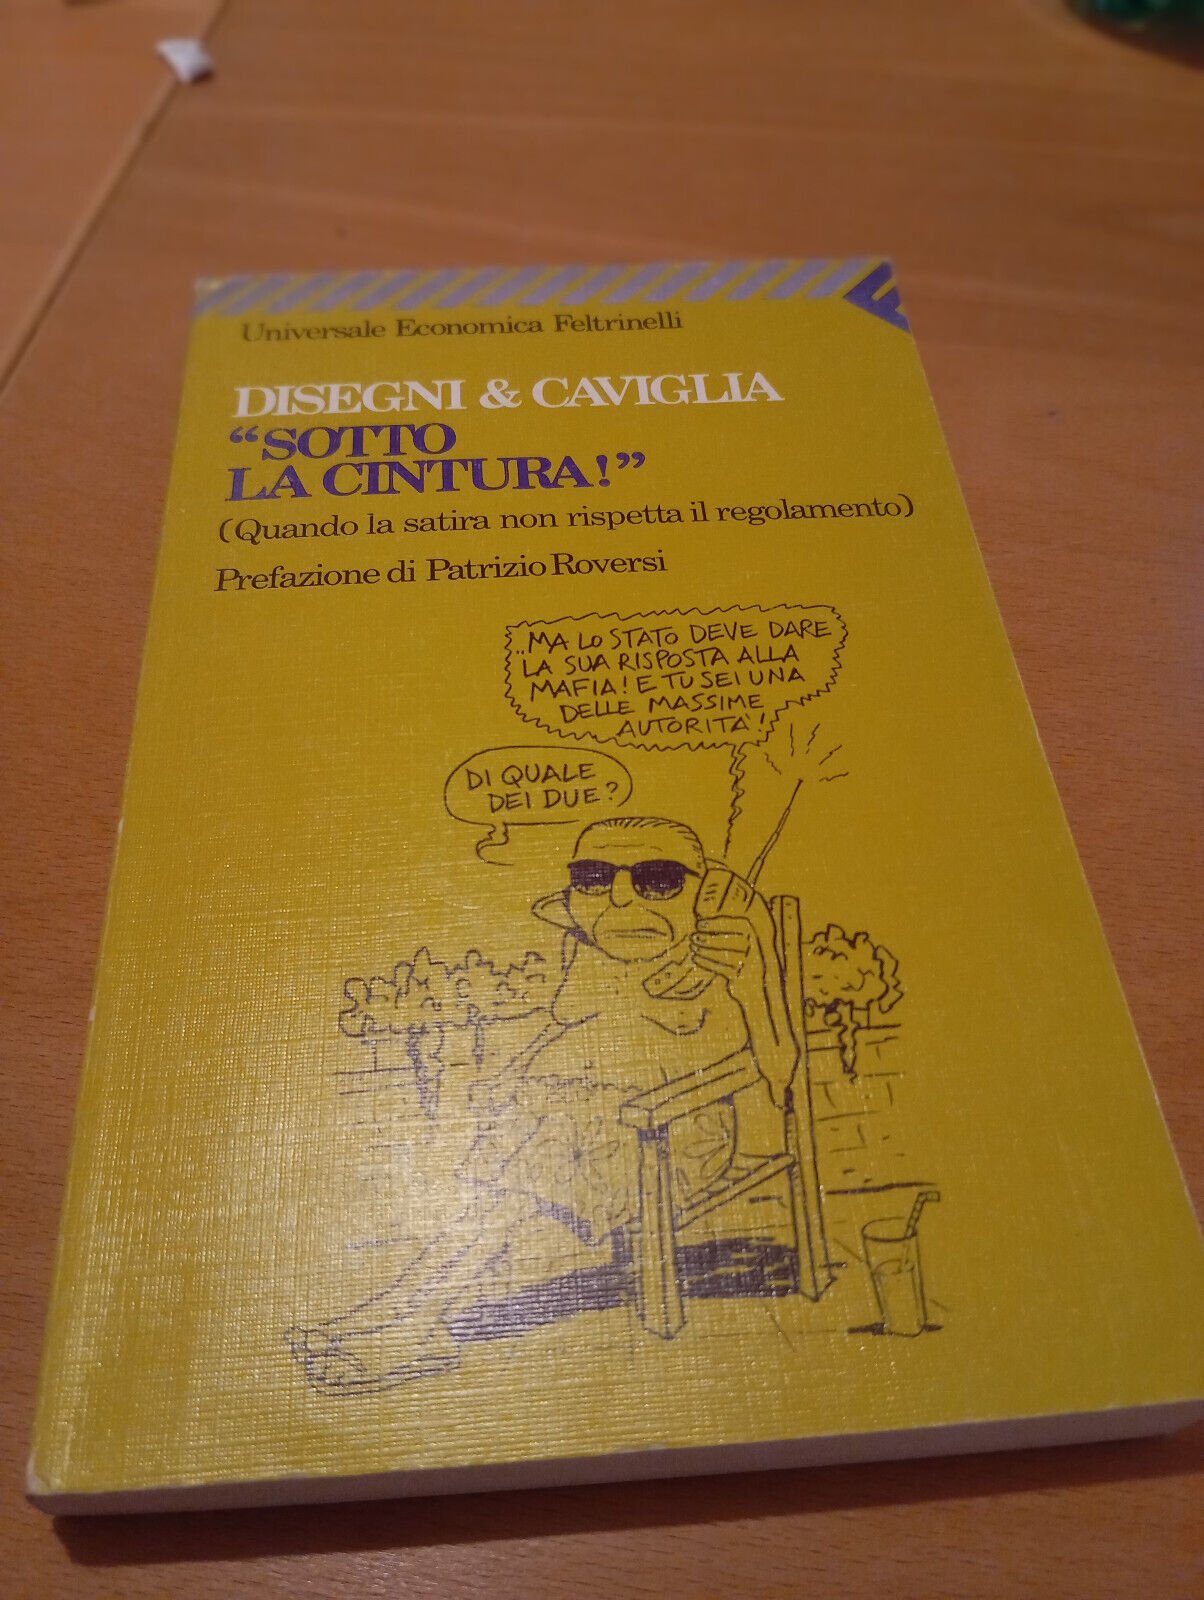 Universale Economica Feltrinelli
DISEGNI & CAVIGLIA
“SOTTO
LA CINTURA!”
(Quando la satira non rispetta il regolamento)
Prefazione di Patrizio Roversi
..MA LO STATO DEVE DARE
LA SUA RISPOSTA ALLA
MAFIA! E TU SEI UNA
DELLE MASSIME
AUTORITA'!
DI QUALE
DEI DUE?